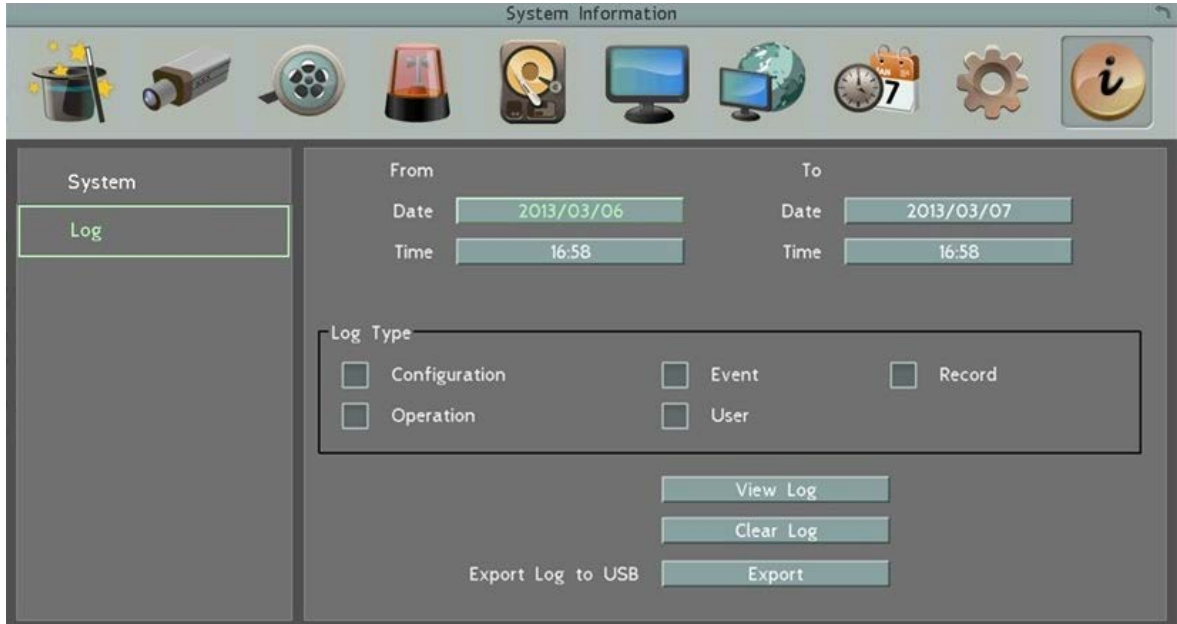 System Information
System
Log
From To
Date 2013/03/06 Date 2013/03/07
Time 16:58 Time 16:58
Log Type
Configuration Event Record
Operation User
View Log
Clear Log
Export Log to USB Export